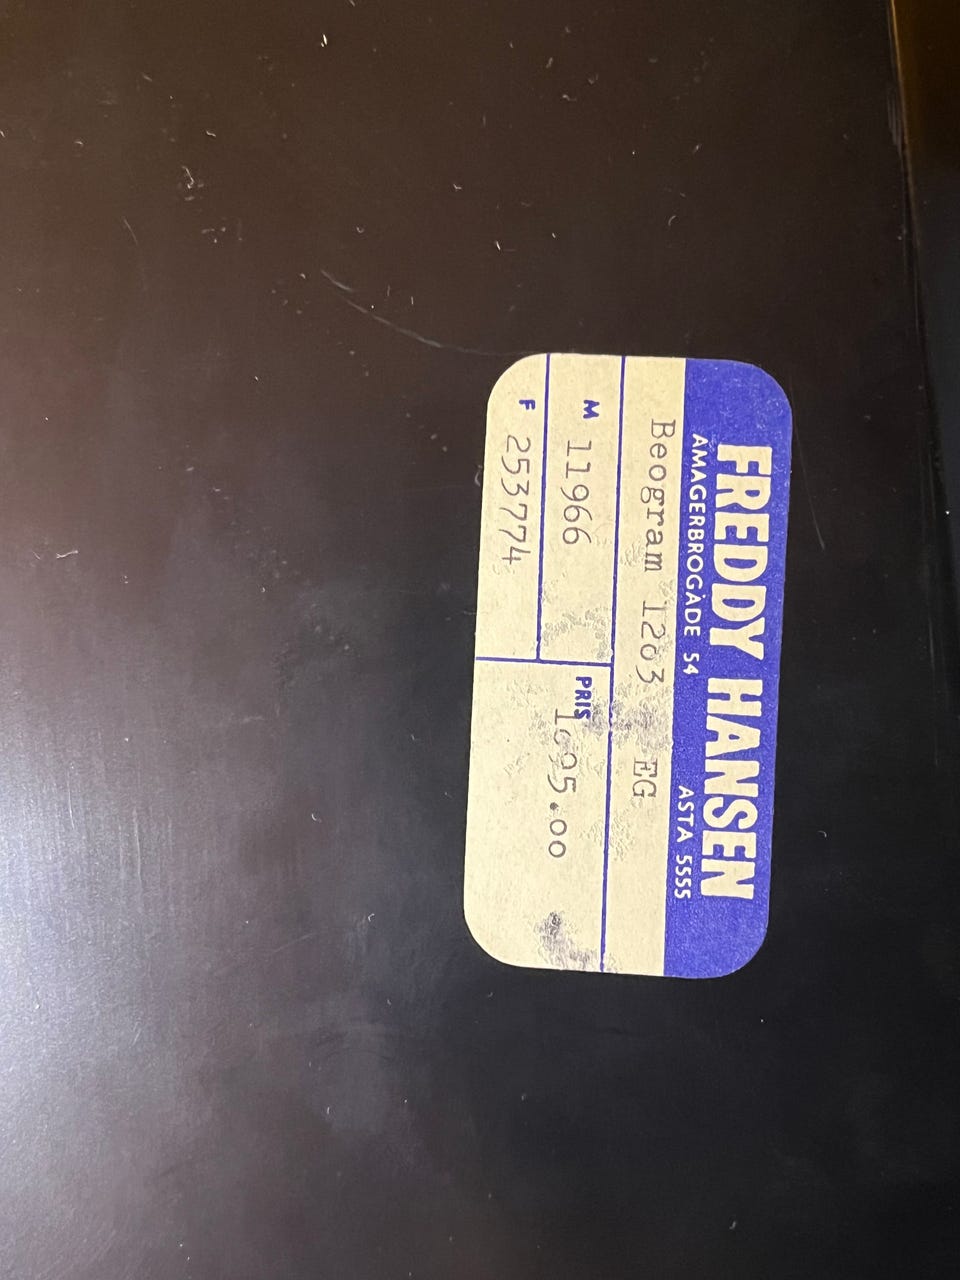 FREDDY HANSEN
AMAGERBROGADE 54 ASTA 5555
Beogram 1203 EG
M 11966
F 253774
PRIS